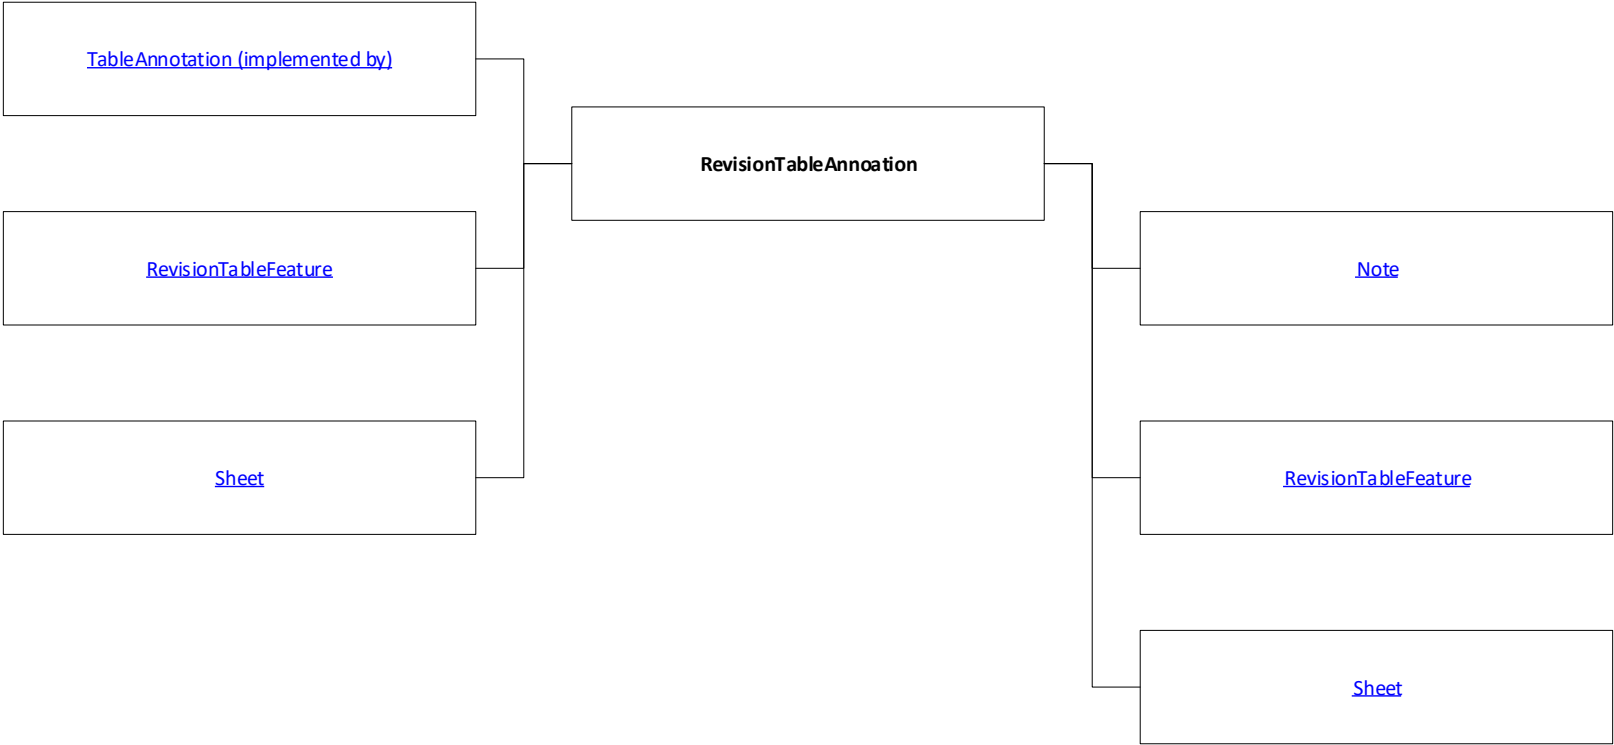 TableAnnotation (implemented by)
RevisionTableAnnoation
RevisionTableFeature
Note
Sheet
RevisionTableFeature
Sheet